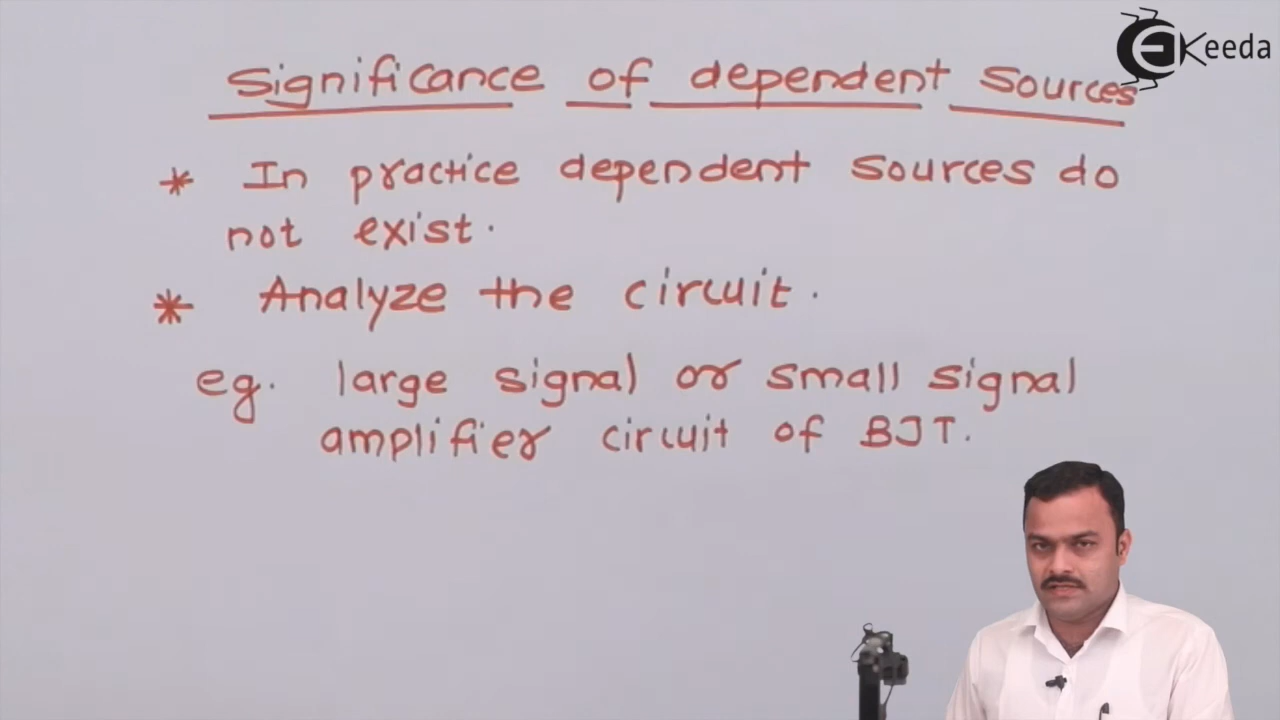 EKeeda
Significance of dependent Sources
* In practice dependent sources do
not exist.
* Analyze the circuit.
eg. large signal or small signal
amplifier circuit of BJT.